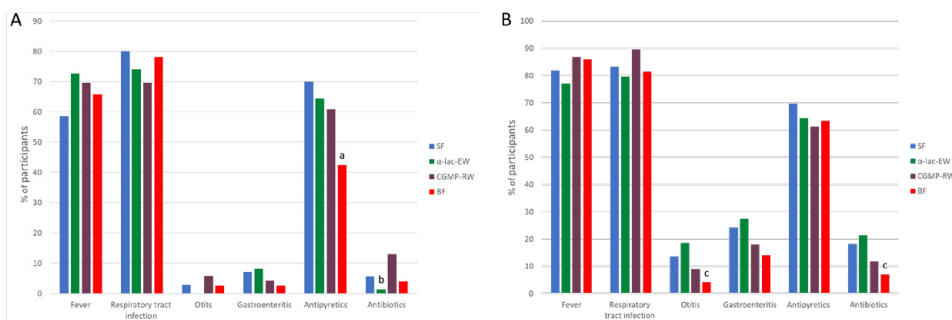 A
90
80
70
60
50
40
30
20
10
0
% of participants
Fever
Respiratory tract
infection
Otits
Gastroenteritis
Antipyretics
Antibiotics
a
b
SF
α-lac-EW
CGMP-RW
BF
B
100
90
80
70
60
50
40
30
20
10
0
% of participants
Fever
Respiratory
tract infection
Otitis
Gastroenteritis
Antipyretics
Antibiotics
c
c
SF
α-lac-EW
CGMP-RW
BF